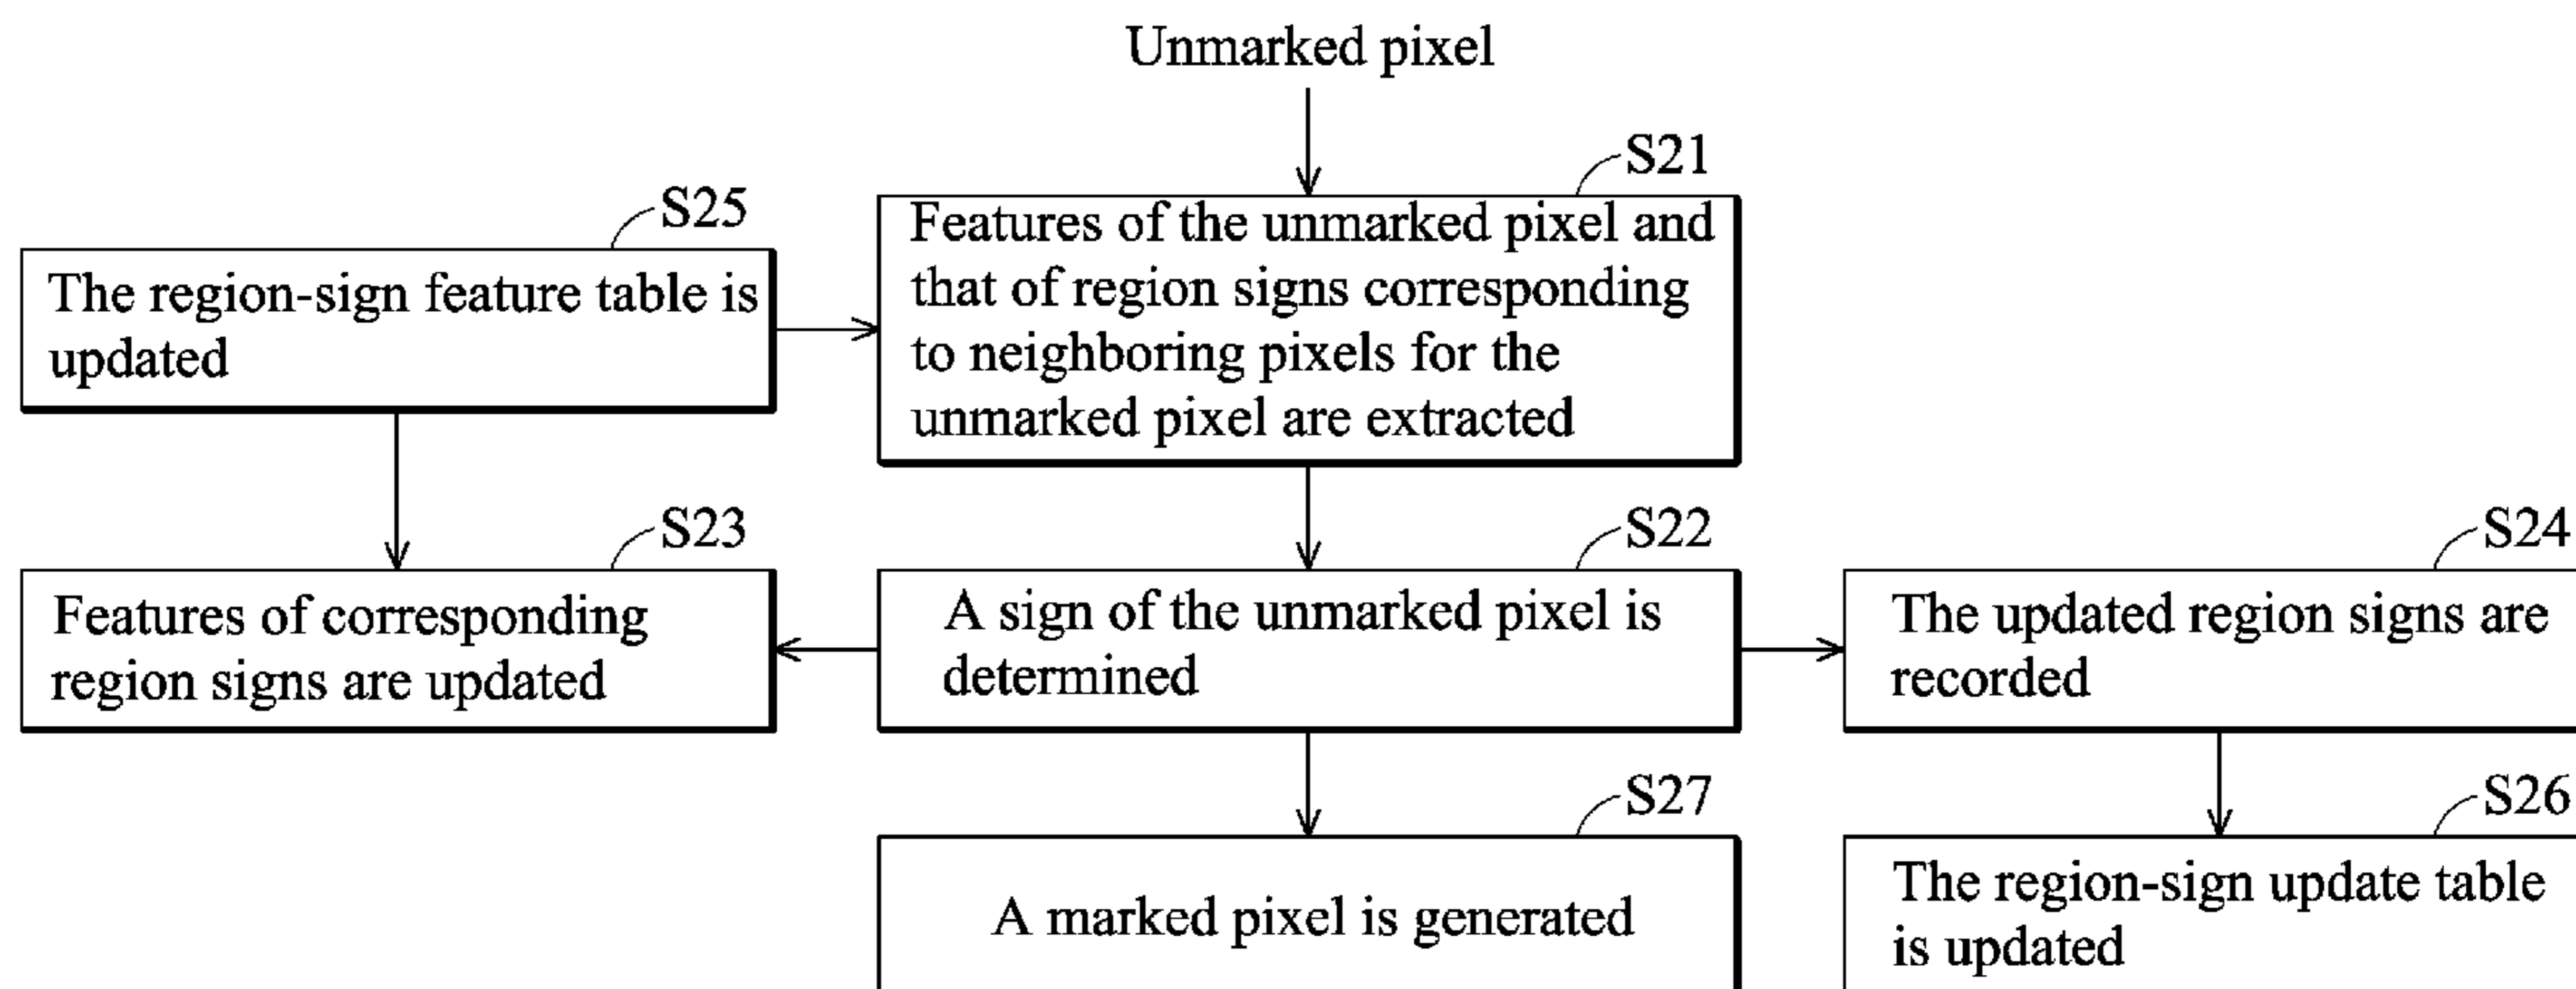 Unmarked pixel
S21
Features of the unmarked pixel and
that of region signs corresponding
to neighboring pixels for the
unmarked pixel are extracted
S25
The region-sign feature table is
updated
S23
Features of corresponding
region signs are updated
S22
A sign of the unmarked pixel is
determined
S24
The updated region signs are
recorded
S27
A marked pixel is generated
S26
The region-sign update table
is updated